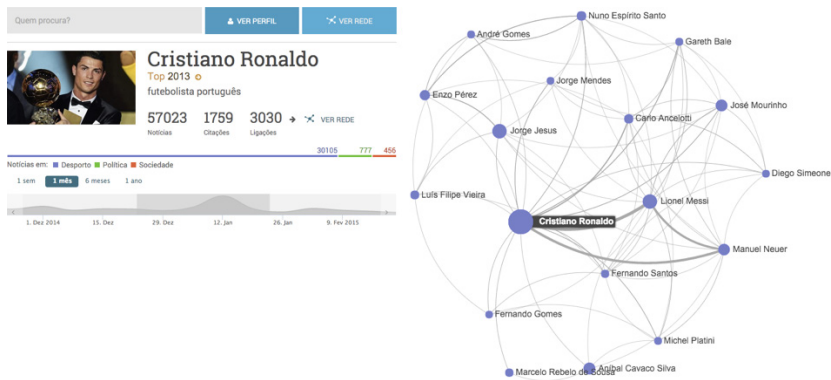 Quem procura?
VER PERFIL
VER REDE
Cristiano Ronaldo
Top 2013
futebolista português
57023 1759 3030 VER REDE
Notícias Citações Ligações
30105 777 456
Notícias em: Desporto Política Sociedade
1 sem 1 mês 6 meses 1 ano
1. Dez 2014 15. Dez 29. Dez 12. Jan 26. Jan 9. Fev 2015
Nuno Espírito Santo
André Gomes
Gareth Bale
Jorge Mendes
Enzo Pérez
José Mourinho
Carlo Ancelotti
Jorge Jesus
Diego Simeone
Luís Filipe Vieira
Lionel Messi
Cristiano Ronaldo
Manuel Neuer
Fernando Santos
Fernando Gomes
Michel Platini
Marcelo Rebelo de Sousa
Aníbal Cavaco Silva